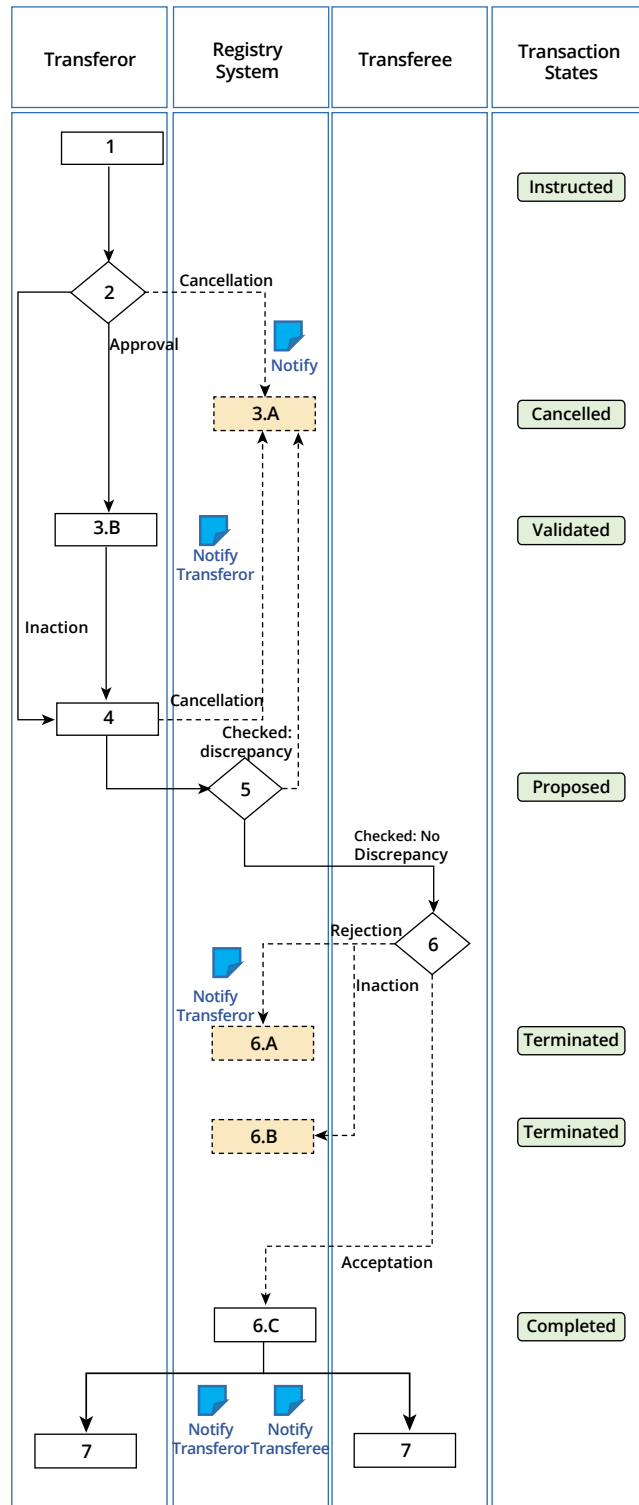 Transferor
Registry
System
Transferee
Transaction
States
1
Instructed
2
Cancellation
Approval
Notify
3.A
Cancelled
3.B
Validated
Notify
Transferor
Inaction
4
Cancellation
Checked:
discrepancy
5
Proposed
Checked: No
Discrepancy
Rejection
6
Inaction
Notify
Transferor
6.A
Terminated
6.B
Terminated
Acceptation
6.C
Completed
Notify
Transferor
Notify
Transferee
7
7